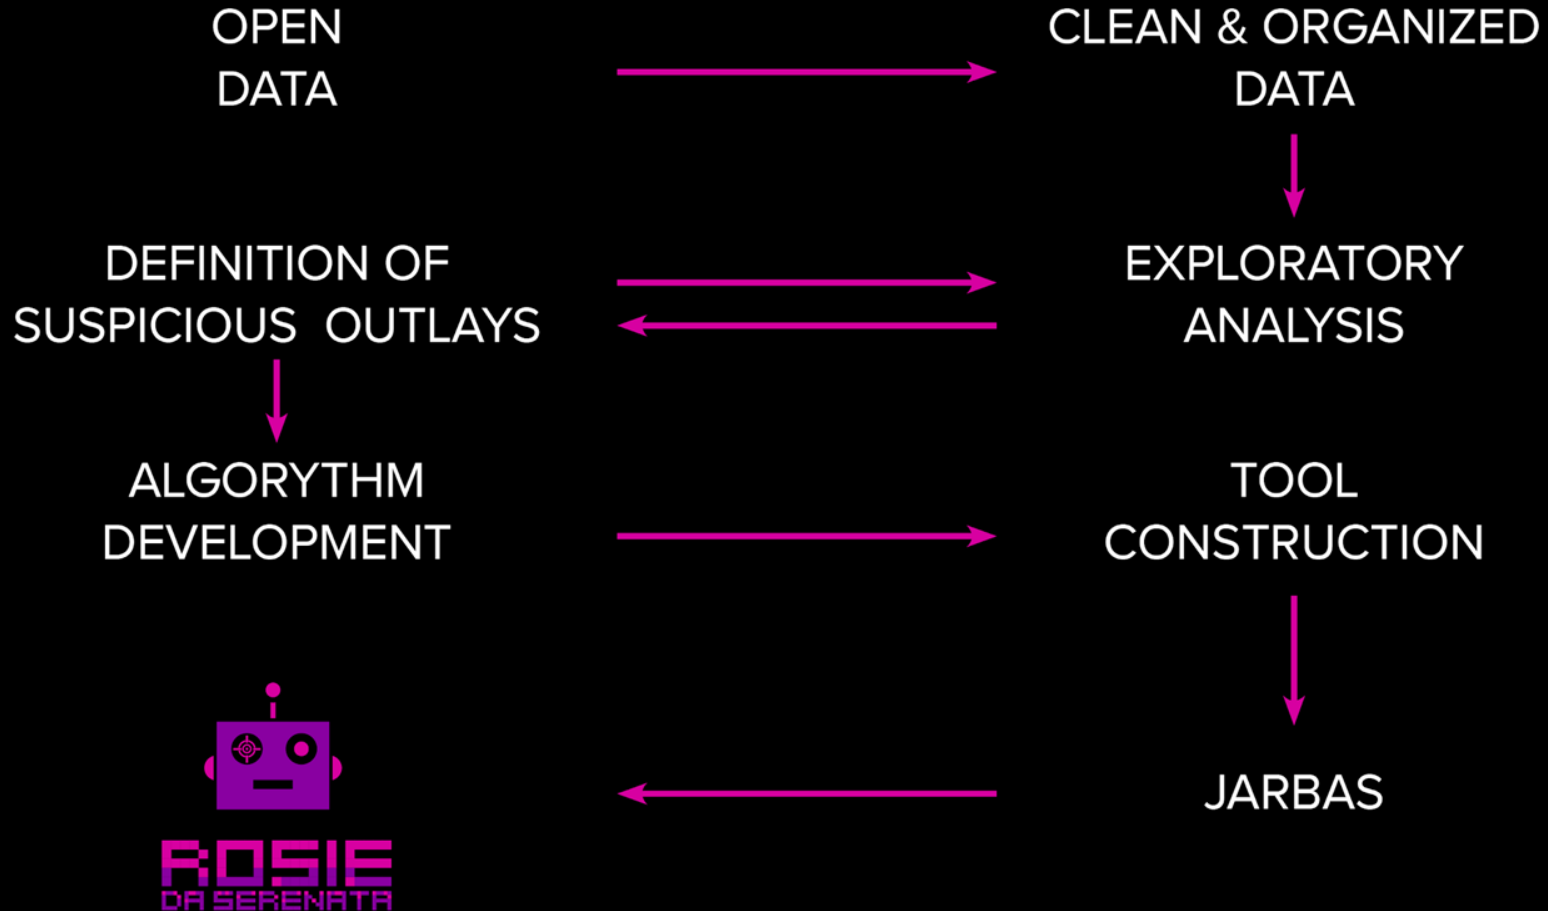 OPEN
DATA
CLEAN & ORGANIZED
DATA
DEFINITION OF
SUSPICIOUS OUTLAYS
EXPLORATORY
ANALYSIS
ALGORYTHM
DEVELOPMENT
TOOL
CONSTRUCTION
JARBAS
ROSIE
DA SERENATA